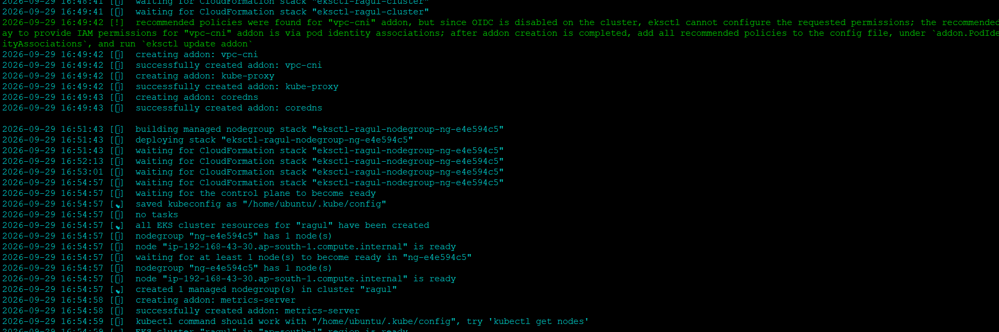 2026-09-29 16:48:41 [i]  waiting for CloudFormation stack "eksctl-ragul-cluster"
2026-09-29 16:49:41 [i]  waiting for CloudFormation stack "eksctl-ragul-cluster"
2026-09-29 16:49:42 [!]  recommended policies were found for "vpc-cni" addon, but since OIDC is disabled on the cluster, eksctl cannot configure the requested permissions; the recommended
ay to provide IAM permissions for "vpc-cni" addon is via pod identity associations; after addon creation is completed, add all recommended policies to the config file, under `addon.PodIde
ityAssociations`, and run `eksctl update addon`
2026-09-29 16:49:42 [i]  creating addon: vpc-cni
2026-09-29 16:49:42 [i]  successfully created addon: vpc-cni
2026-09-29 16:49:42 [i]  creating addon: kube-proxy
2026-09-29 16:49:42 [i]  successfully created addon: kube-proxy
2026-09-29 16:49:43 [i]  creating addon: coredns
2026-09-29 16:49:43 [i]  successfully created addon: coredns
2026-09-29 16:51:43 [i]  building managed nodegroup stack "eksctl-ragul-nodegroup-ng-e4e594c5"
2026-09-29 16:51:43 [i]  deploying stack "eksctl-ragul-nodegroup-ng-e4e594c5"
2026-09-29 16:51:43 [i]  waiting for CloudFormation stack "eksctl-ragul-nodegroup-ng-e4e594c5"
2026-09-29 16:52:13 [i]  waiting for CloudFormation stack "eksctl-ragul-nodegroup-ng-e4e594c5"
2026-09-29 16:53:01 [i]  waiting for CloudFormation stack "eksctl-ragul-nodegroup-ng-e4e594c5"
2026-09-29 16:54:57 [i]  waiting for CloudFormation stack "eksctl-ragul-nodegroup-ng-e4e594c5"
2026-09-29 16:54:57 [i]  waiting for the control plane to become ready
2026-09-29 16:54:57 [✔]  saved kubeconfig as "/home/ubuntu/.kube/config"
2026-09-29 16:54:57 [i]  no tasks
2026-09-29 16:54:57 [✔]  all EKS cluster resources for "ragul" have been created
2026-09-29 16:54:57 [i]  nodegroup "ng-e4e594c5" has 1 node(s)
2026-09-29 16:54:57 [i]  node "ip-192-168-43-30.ap-south-1.compute.internal" is ready
2026-09-29 16:54:57 [i]  waiting for at least 1 node(s) to become ready in "ng-e4e594c5"
2026-09-29 16:54:57 [i]  nodegroup "ng-e4e594c5" has 1 node(s)
2026-09-29 16:54:57 [i]  node "ip-192-168-43-30.ap-south-1.compute.internal" is ready
2026-09-29 16:54:57 [✔]  created 1 managed nodegroup(s) in cluster "ragul"
2026-09-29 16:54:58 [i]  creating addon: metrics-server
2026-09-29 16:54:58 [i]  successfully created addon: metrics-server
2026-09-29 16:54:59 [i]  kubectl command should work with "/home/ubuntu/.kube/config", try 'kubectl get nodes'
2026-09-29 16:54:59 [✔]  EKS cluster "ragul" in "ap-south-1" region is ready